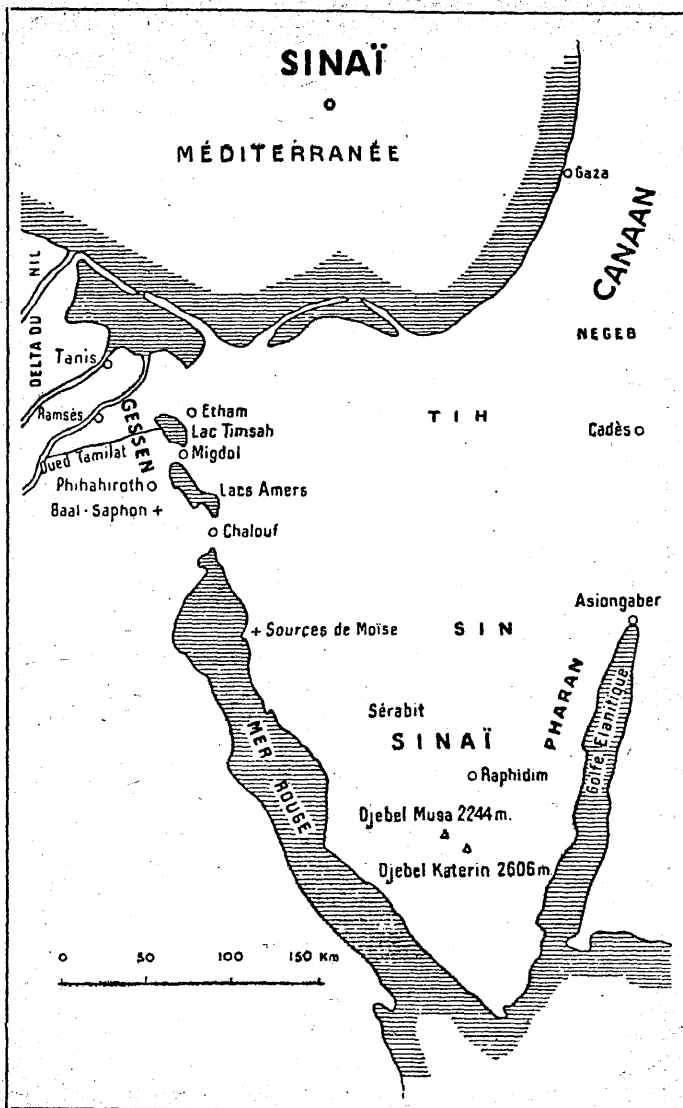 SINAÏ
MÉDITERRANÉE
Gaza
CANAAN
DELTA DU NIL
NEGEB
Tanis
Ramsès
GESSEN
Etham
TIH
Cadès
Lac Timsah
Oued Tamilat
Migdol
Phihahiroth
Lacs Amers
Baal-Saphon +
Chalouf
Asiongaber
+ Sources de Moïse
SIN
PHARAN
Golfe Elanitique
Sérabit
SINAÏ
MER ROUGE
Raphidim
Djebel Musa 2244 m.
Djebel Katerin 2606 m.
0 50 100 150 Km